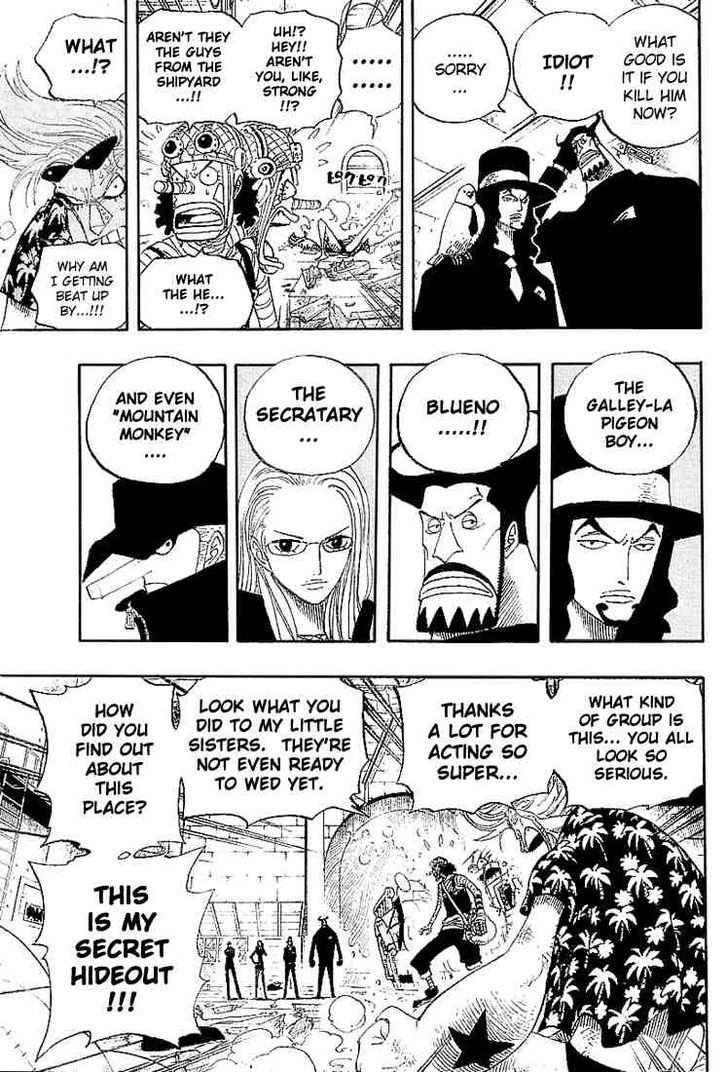 WHAT
GOOD IS
IT IF YOU
KILL HIM
NOW?
IDIOT
!!
.....
SORRY
...
.....
.....
UH!?
HEY!!
AREN'T
YOU, LIKE,
STRONG
!!?
AREN'T THEY
THE GUYS
FROM THE
SHIPYARD
...!!
WHAT
THE HE...
...!?
WHAT
...!?
WHY AM
I GETTING
BEAT UP
BY...!!!
THE
GALLEY-LA
PIGEON
BOY...
BLUENO
.....!!
THE
SECRATARY
...
AND EVEN
"MOUNTAIN
MONKEY"
....
WHAT KIND
OF GROUP IS
THIS... YOU ALL
LOOK SO
SERIOUS.
THANKS
A LOT FOR
ACTING SO
SUPER...
LOOK WHAT YOU
DID TO MY LITTLE
SISTERS. THEY'RE
NOT EVEN READY
TO WED YET.
HOW
DID YOU
FIND OUT
ABOUT
THIS
PLACE?
THIS
IS MY
SECRET
HIDEOUT
!!!